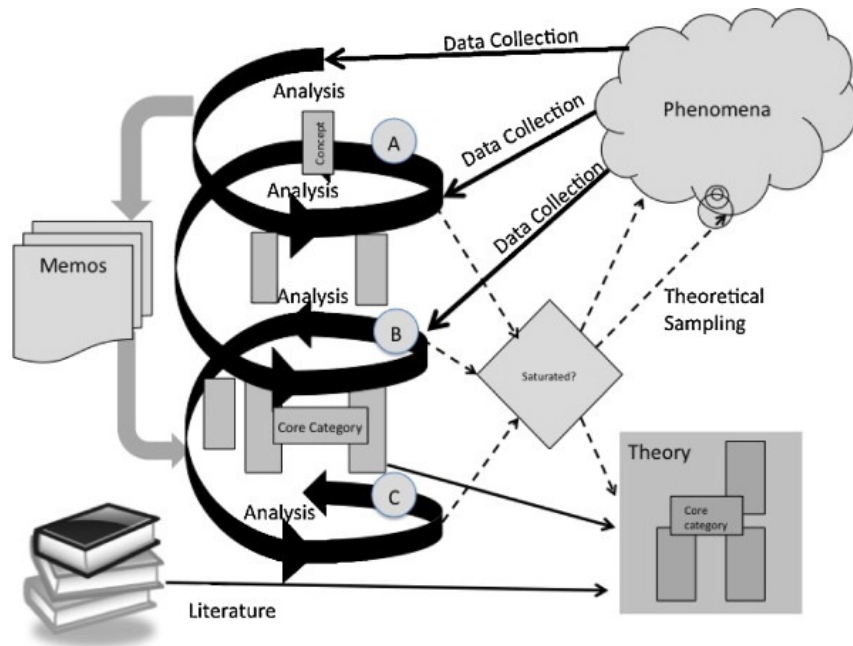 Data Collection
Analysis
Phenomena
A
Concept
Data Collection
Analysis
Data Collection
Memos
Analysis
B
Theoretical
Sampling
Saturated?
Core Category
Theory
C
Analysis
Core
category
Literature